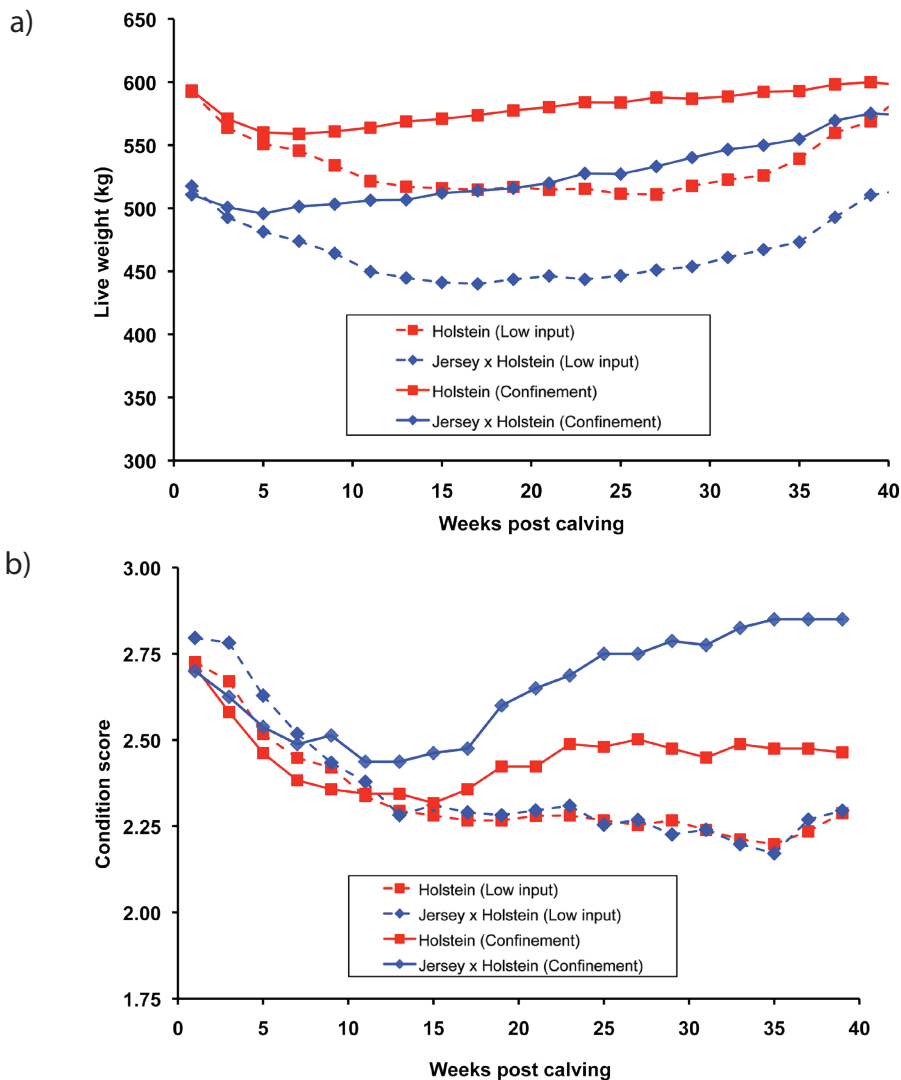 a)
650
600
550
500
450
400
350
300
Live weight (kg)
Holstein (Low input)
Jersey x Holstein (Low input)
Holstein (Confinement)
Jersey x Holstein (Confinement)
0 5 10 15 20 25 30 35 40
Weeks post calving
b)
3.00
2.75
2.50
2.25
2.00
1.75
Condition score
Holstein (Low input)
Jersey x Holstein (Low input)
Holstein (Confinement)
Jersey x Holstein (Confinement)
0 5 10 15 20 25 30 35 40
Weeks post calving